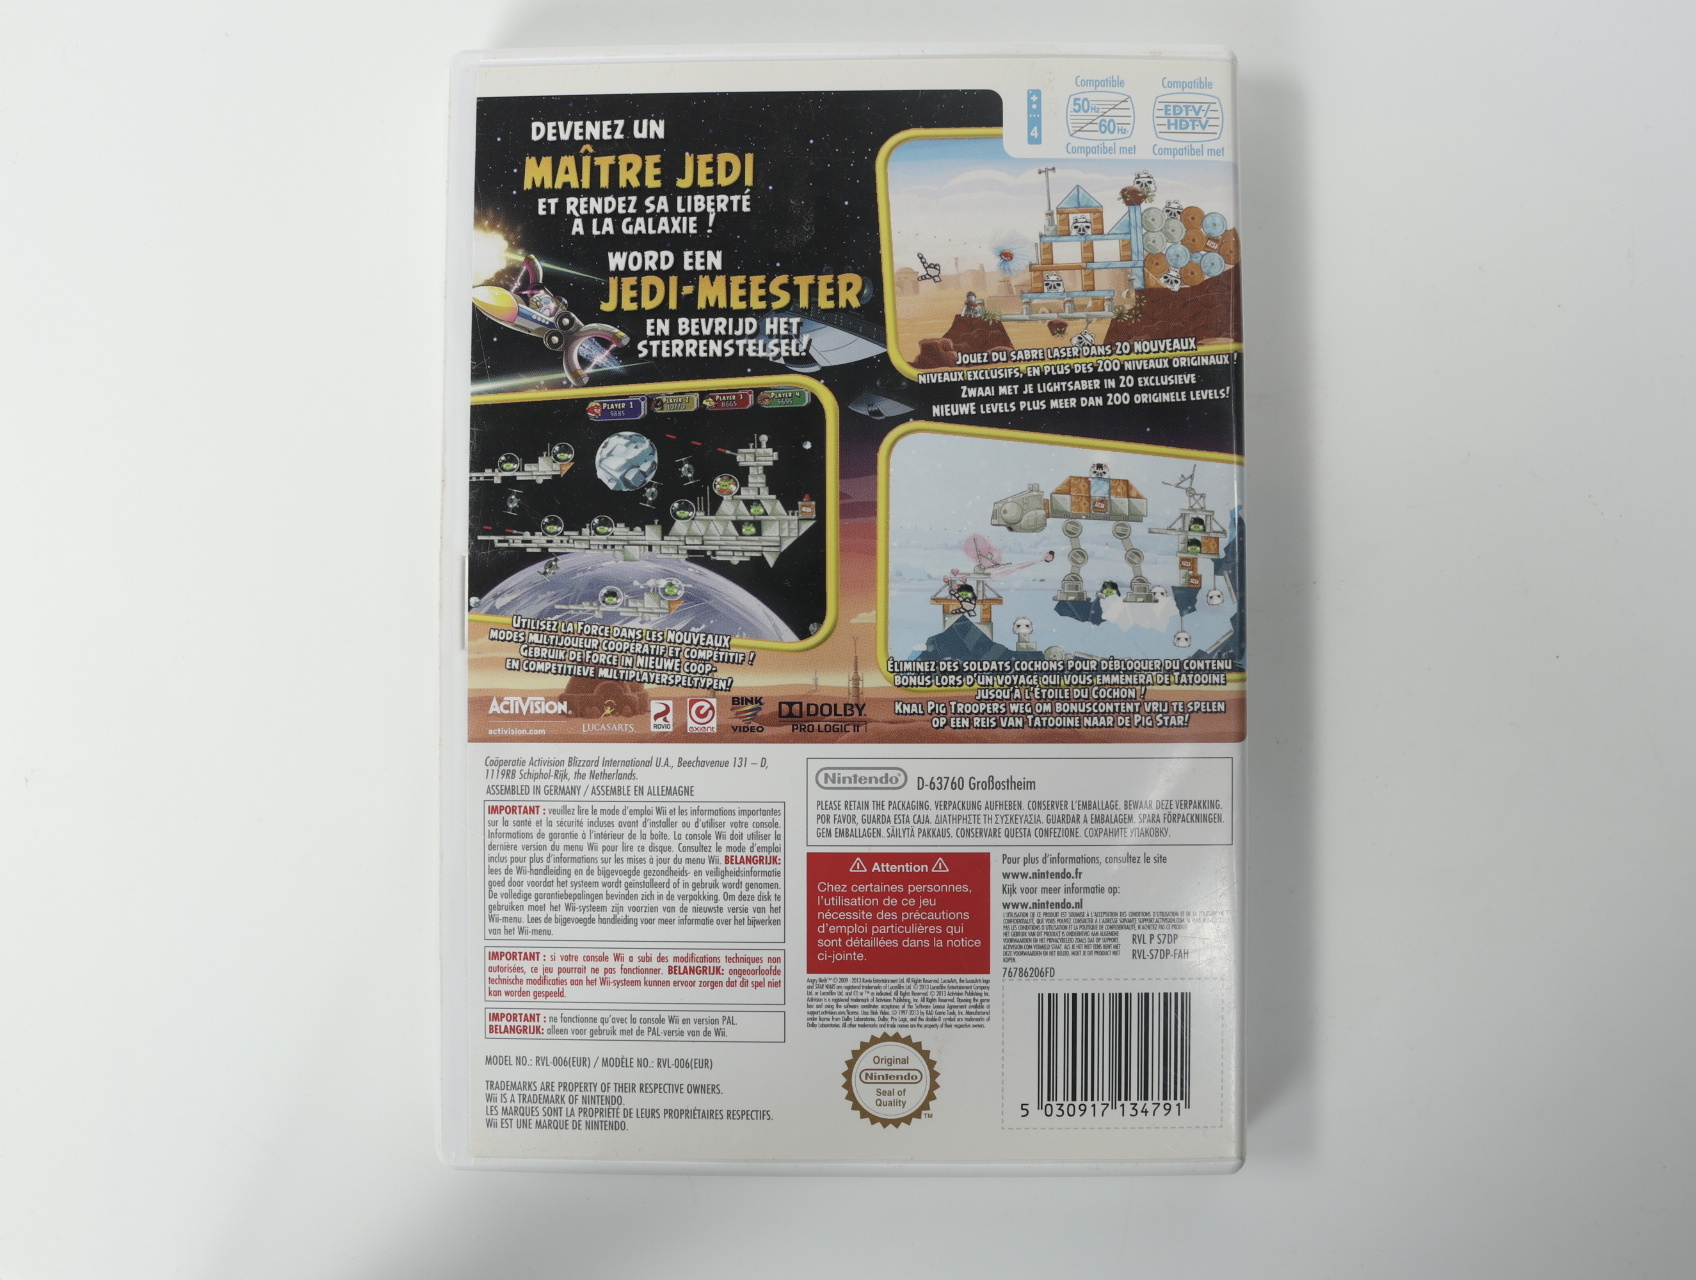 Compatible
50Hz
60Hz
Compatibel met
Compatible
EDTV/
HDTV
Compatibel met
4
DEVENEZ UN
MAÎTRE JEDI
ET RENDEZ SA LIBERTÉ
À LA GALAXIE !
WORD EEN
JEDI-MEESTER
EN BEVRIJD HET
STERRENSTELSEL!
JOUEZ DU SABRE LASER DANS 20 NOUVEAUX
NIVEAUX EXCLUSIFS, EN PLUS DES 200 NIVEAUX ORIGINAUX !
ZWAAI MET JE LIGHTSABER IN 20 EXCLUSIEVE
NIEUWE LEVELS PLUS MEER DAN 200 ORIGINELE LEVELS!
PLAYER 1
5885
PLAYER 2
PLAYER 3
8665
PLAYER 4
5695
UTILISEZ LA FORCE DANS LES NOUVEAUX
MODES MULTIJOUEUR COOPÉRATIF ET COMPÉTITIF !
GEBRUIK DE FORCE IN NIEUWE COOP-
EN COMPETITIEVE MULTIPLAYERSPELTYPEN!
ÉLIMINEZ DES SOLDATS COCHONS POUR DÉBLOQUER DU CONTENU
BONUS LORS D'UN VOYAGE QUI VOUS EMMÈNERA DE TATOOINE
JUSQU'À L'ÉTOILE DU COCHON !
KNAL PIG TROOPERS WEG OM BONUSCONTENT VRIJ TE SPELEN
OP EEN REIS VAN TATOOINE NAAR DE PIG STAR!
ACTIVISION.
activision.com
LUCASARTS.
ROVIO
exient
BINK
VIDEO
DOLBY
PRO LOGIC II
Coöperatie Activision Blizzard International U.A., Beechavenue 131 – D,
1119RB Schiphol-Rijk, the Netherlands.
ASSEMBLED IN GERMANY / ASSEMBLE EN ALLEMAGNE
IMPORTANT : veuillez lire le mode d'emploi Wii et les informations importantes
sur la santé et la sécurité incluses avant d'installer ou d'utiliser votre console.
Informations de garantie à l'intérieur de la boîte. La console Wii doit utiliser la
dernière version du menu Wii pour lire ce disque. Consultez le mode d'emploi
inclus pour plus d'informations sur les mises à jour du menu Wii. BELANGRIJK:
lees de Wii-handleiding en de bijgevoegde gezondheids- en veiligheidsinformatie
goed door voordat het systeem wordt geïnstalleerd of in gebruik wordt genomen.
De volledige garantiebepalingen bevinden zich in de verpakking. Om deze disk te
gebruiken moet het Wii-systeem zijn voorzien van de nieuwste versie van het
Wii-menu. Lees de bijgevoegde handleiding voor meer informatie over het bijwerken
van het Wii-menu.
IMPORTANT : si votre console Wii a subi des modifications techniques non
autorisées, ce jeu pourrait ne pas fonctionner. BELANGRIJK: ongeoorloofde
technische modificaties aan het Wii-systeem kunnen ervoor zorgen dat dit spel niet
kan worden gespeeld.
IMPORTANT : ne fonctionne qu'avec la console Wii en version PAL.
BELANGRIJK: alleen voor gebruik met de PAL-versie van de Wii.
MODEL NO.: RVL-006(EUR) / MODÈLE NO.: RVL-006(EUR)
TRADEMARKS ARE PROPERTY OF THEIR RESPECTIVE OWNERS.
Wii IS A TRADEMARK OF NINTENDO.
LES MARQUES SONT LA PROPRIÉTÉ DE LEURS PROPRIÉTAIRES RESPECTIFS.
Wii EST UNE MARQUE DE NINTENDO.
Nintendo D-63760 Großostheim
PLEASE RETAIN THE PACKAGING. VERPACKUNG AUFHEBEN. CONSERVER L'EMBALLAGE. BEWAAR DEZE VERPAKKING.
POR FAVOR, GUARDA ESTA CAJA. ΔΙΑΤΗΡΗΣΤΕ ΤΗ ΣΥΣΚΕΥΑΣΙΑ. GUARDAR A EMBALAGEM. SPARA FÖRPACKNINGEN.
GEM EMBALLAGEN. SÄILYTÄ PAKKAUS. CONSERVARE QUESTA CONFEZIONE. СОХРАНИТЕ УПАКОВКУ.
Attention
Chez certaines personnes,
l'utilisation de ce jeu
nécessite des précautions
d'emploi particulières qui
sont détaillées dans la notice
ci-jointe.
Pour plus d'informations, consultez le site
www.nintendo.fr
Kijk voor meer informatie op:
www.nintendo.nl
RVL P S7DP
RVL-S7DP-FAH
76786206FD
Original
Nintendo
Seal of
Quality
TM
5 030917 134791